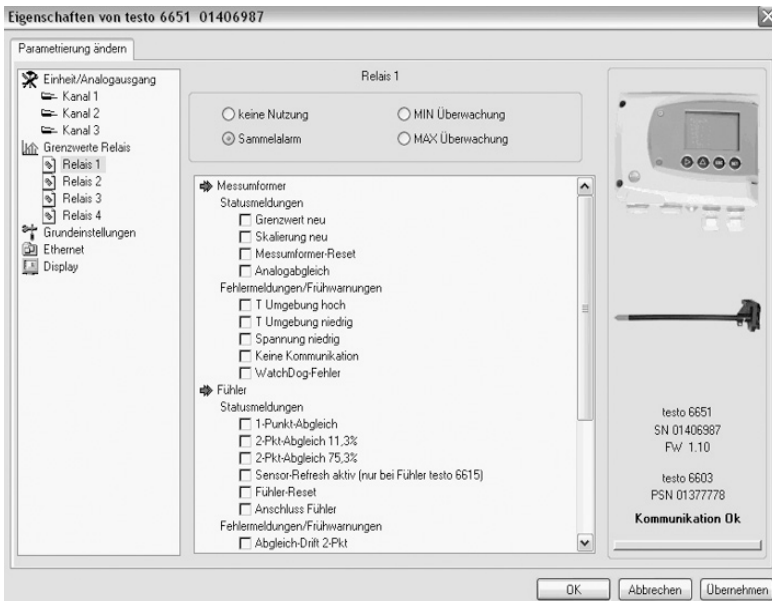 Eigenschaften von testo 6651 01406987
Parametrierung ändern
Einheit/Analogausgang
Kanal 1
Kanal 2
Kanal 3
Grenzwerte Relais
Relais 1
Relais 2
Relais 3
Relais 4
Grundeinstellungen
Ethernet
Display
Relais 1
keine Nutzung
MIN Überwachung
Sammelalarm
MAX Überwachung
Messumformer
Statusmeldungen
Grenzwert neu
Skalierung neu
Messumformer-Reset
Analogabgleich
Fehlermeldungen/Frühwarnungen
T Umgebung hoch
T Umgebung niedrig
Spannung niedrig
Keine Kommunikation
WatchDog-Fehler
Fühler
Statusmeldungen
1-Punkt-Abgleich
2-Pkt-Abgleich 11,3%
2-Pkt-Abgleich 75,3%
Sensor-Refresh aktiv (nur bei Fühler testo 6615)
Fühler-Reset
Anschluss Fühler
Fehlermeldungen/Frühwarnungen
Abgleich-Drift 2-Pkt
testo 6651
SN 01406987
FW 1.10
testo 6603
PSN 01377778
Kommunikation Ok
OK
Abbrechen
Übernehmen